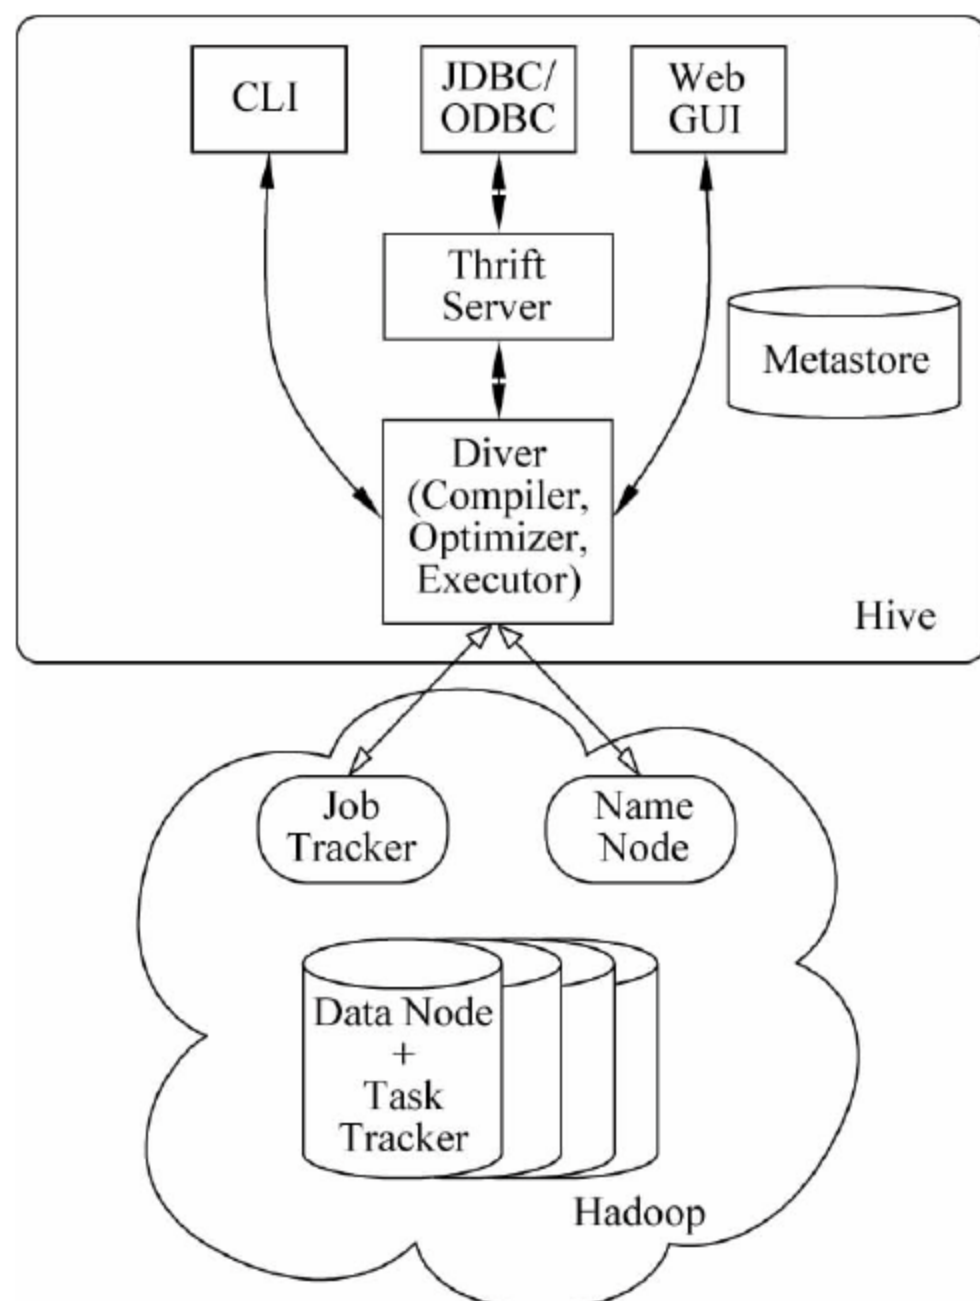 CLI
JDBC/
ODBC
Web
GUI
Thrift
Server
Metastore
Diver
(Compiler,
Optimizer,
Executor)
Hive
Job
Tracker
Name
Node
Data Node
+
Task
Tracker
Hadoop